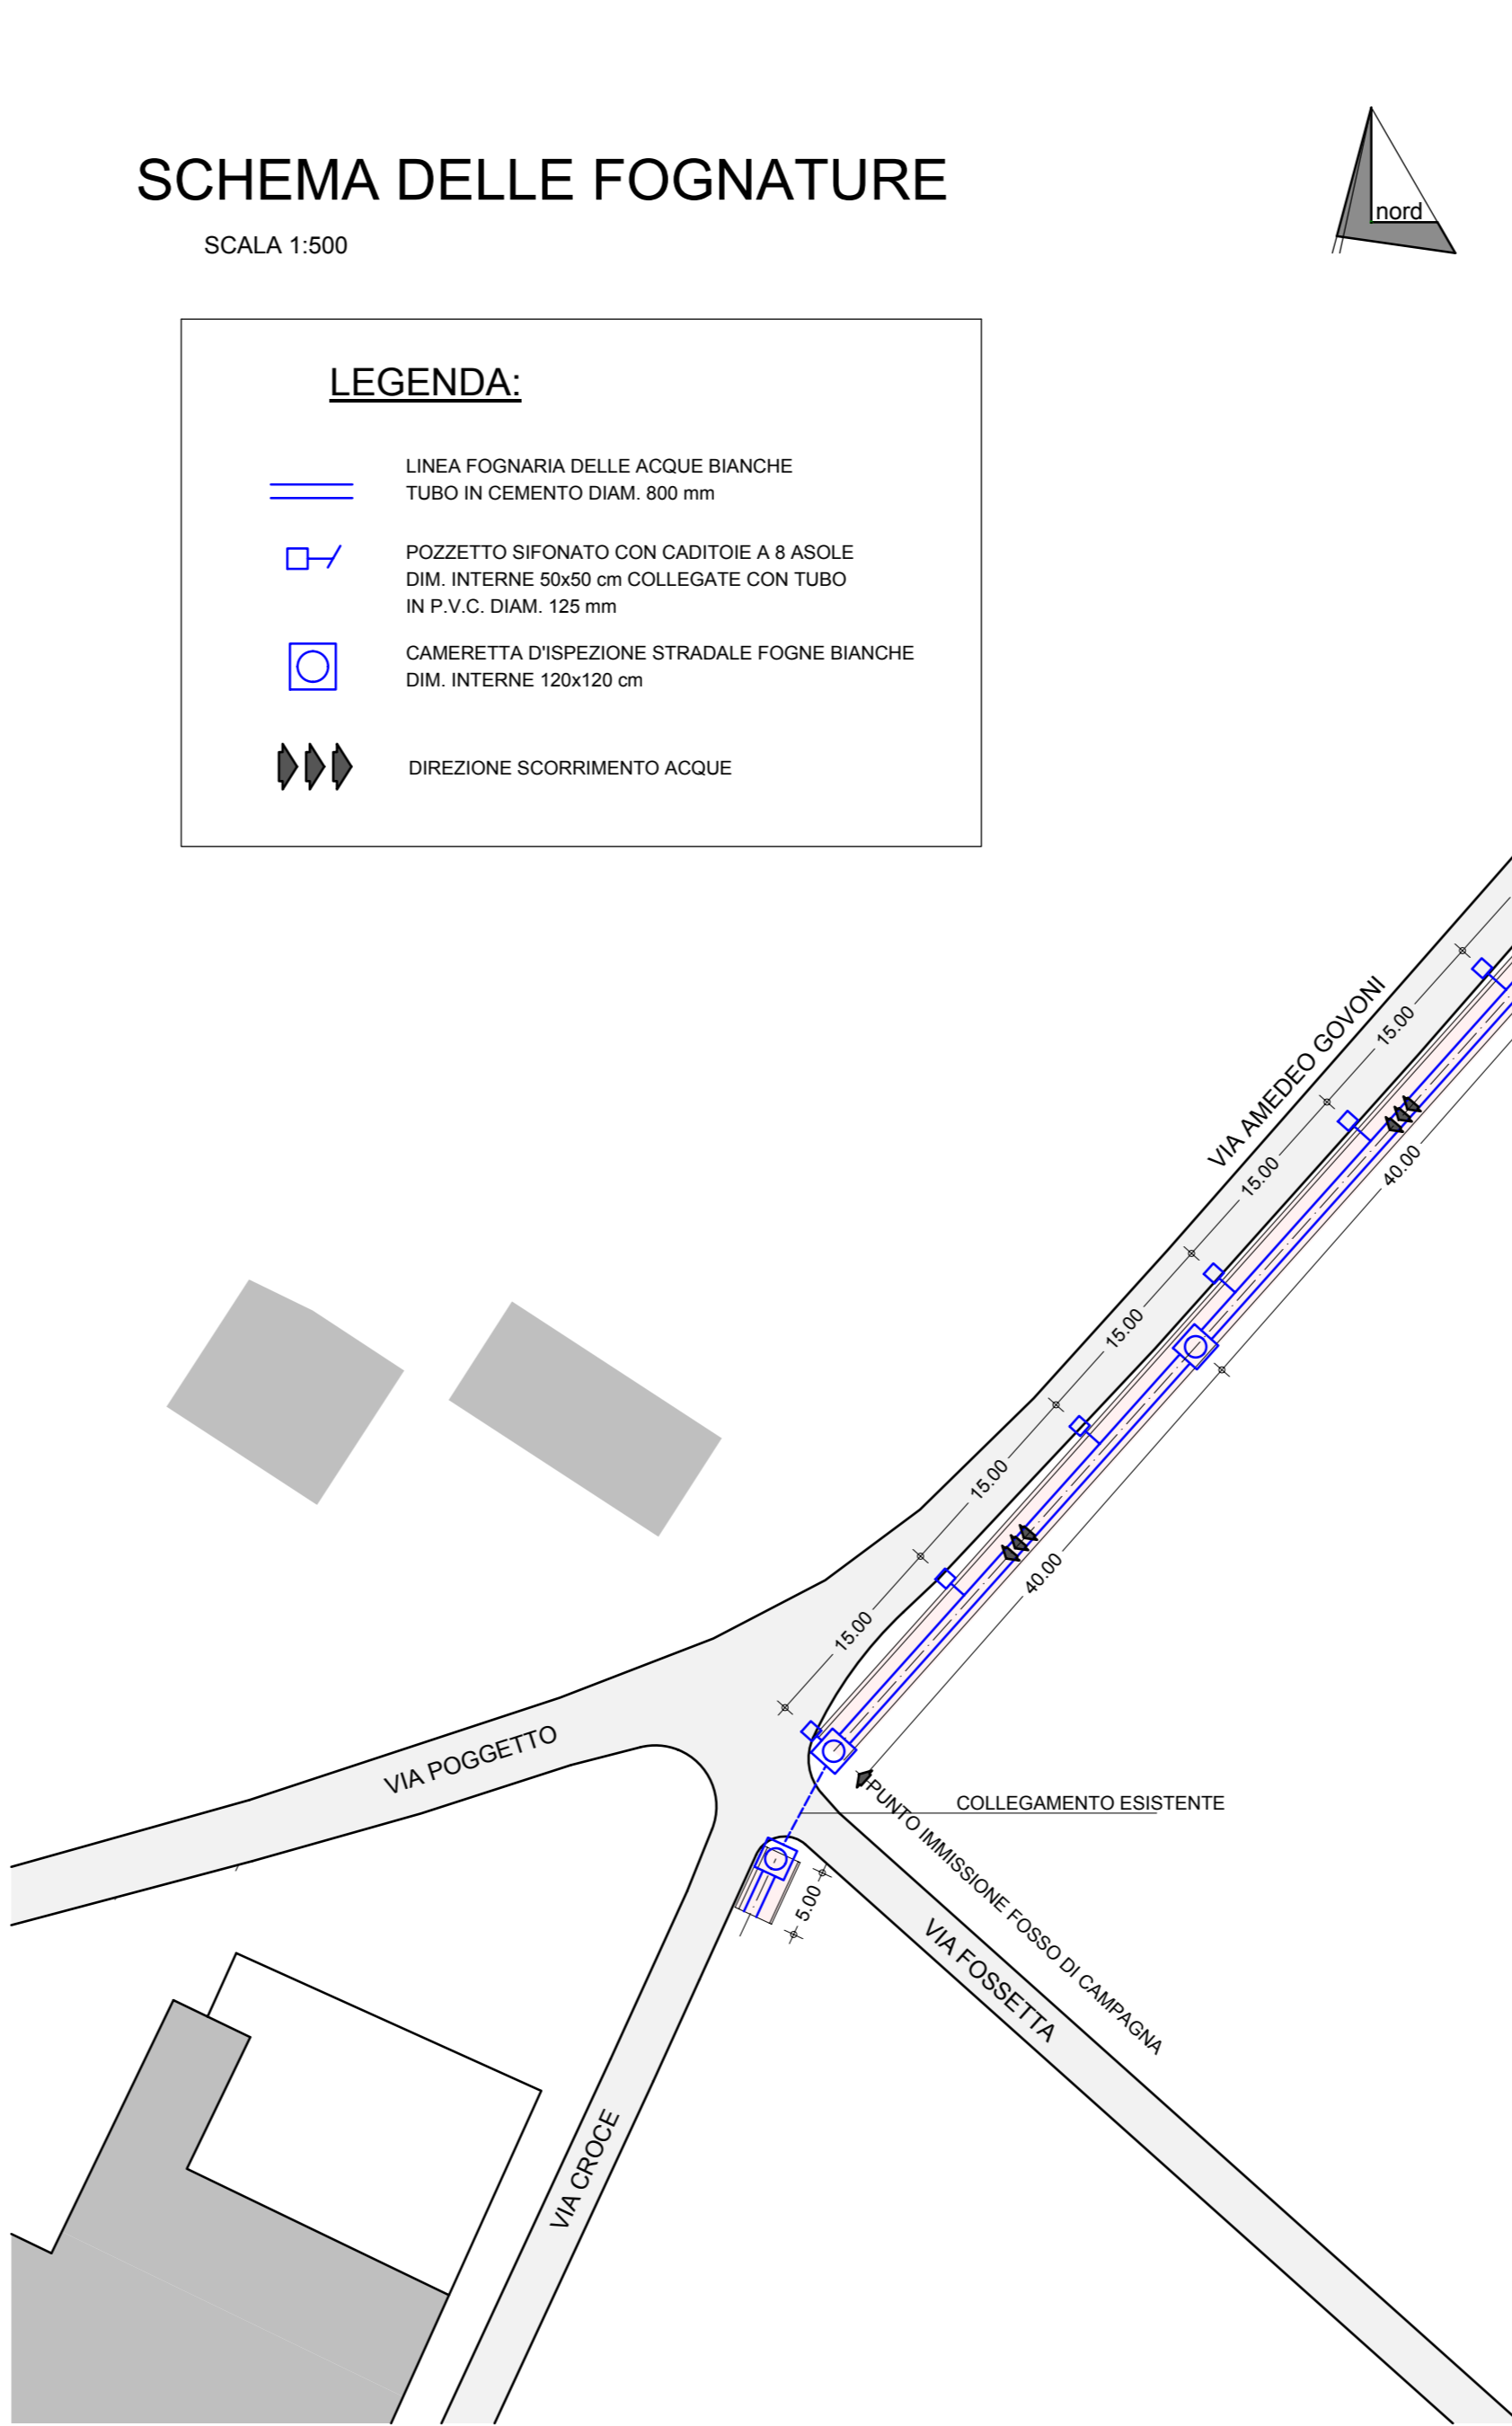 SCHEMA DELLE FOGNATURE
nord
SCALA 1:500
LEGENDA:
LINEA FOGNARIA DELLE ACQUE BIANCHE
TUBO IN CEMENTO DIAM. 800 mm
POZZETTO SIFONATO CON CADITOIE A 8 ASOLE
DIM. INTERNE 50x50 cm COLLEGATE CON TUBO
IN P.V.C. DIAM. 125 mm
CAMERETTA D'ISPEZIONE STRADALE FOGNE BIANCHE
DIM. INTERNE 120x120 cm
DIREZIONE SCORRIMENTO ACQUE
VIA AMEDEO GOVONI
15.00
15.00
40.00
15.00
15.00
40.00
15.00
VIA POGGETTO
COLLEGAMENTO ESISTENTE
PUNTO IMMISSIONE FOSSO DI CAMPAGNA
5.00
VIA FOSSETTA
VIA CROCE